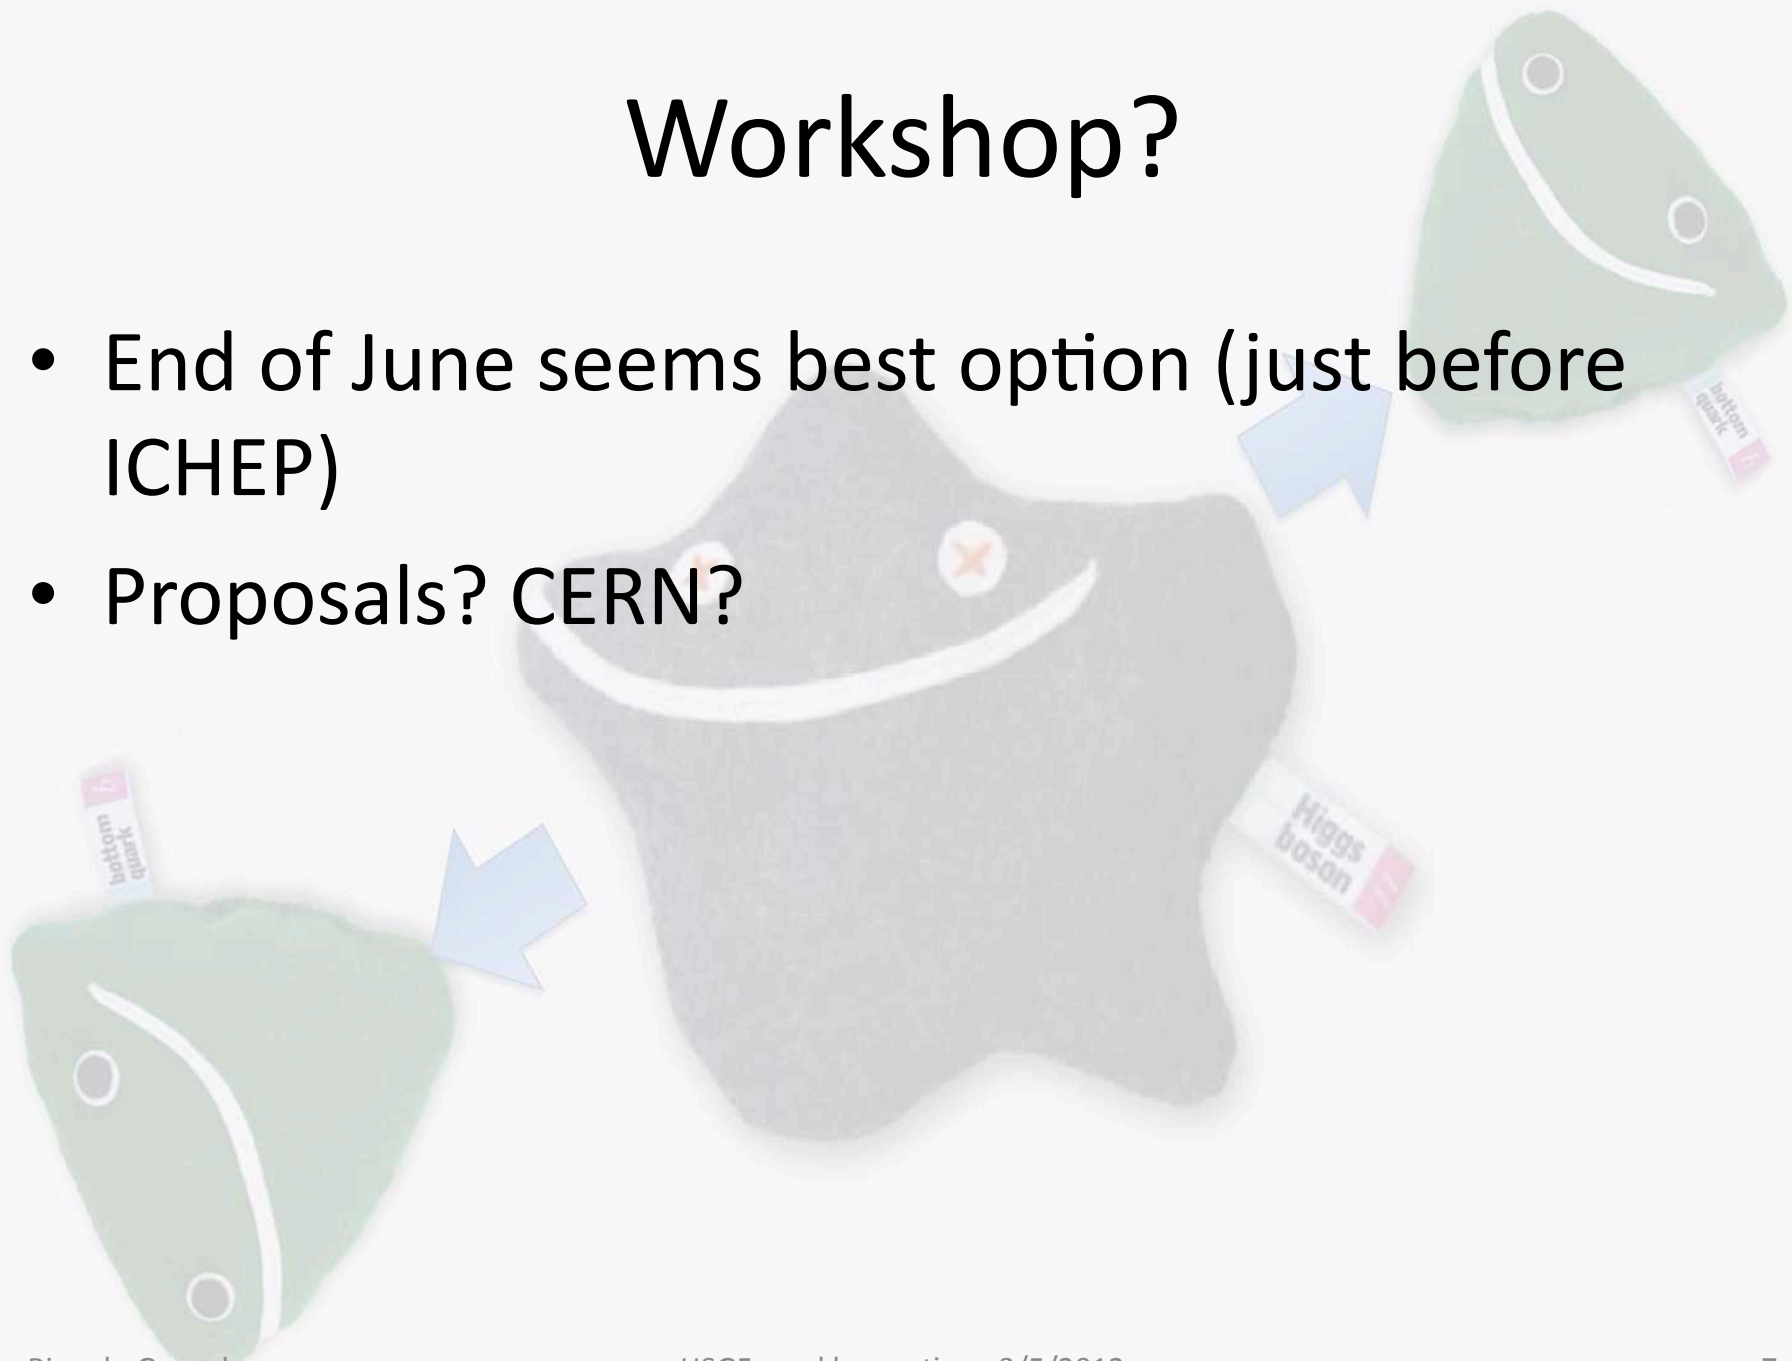 Workshop?
• End of June seems best option (just before
ICHEP)
• Proposals? CERN?
bottom
quark
Higgs
boson
bottom
quark